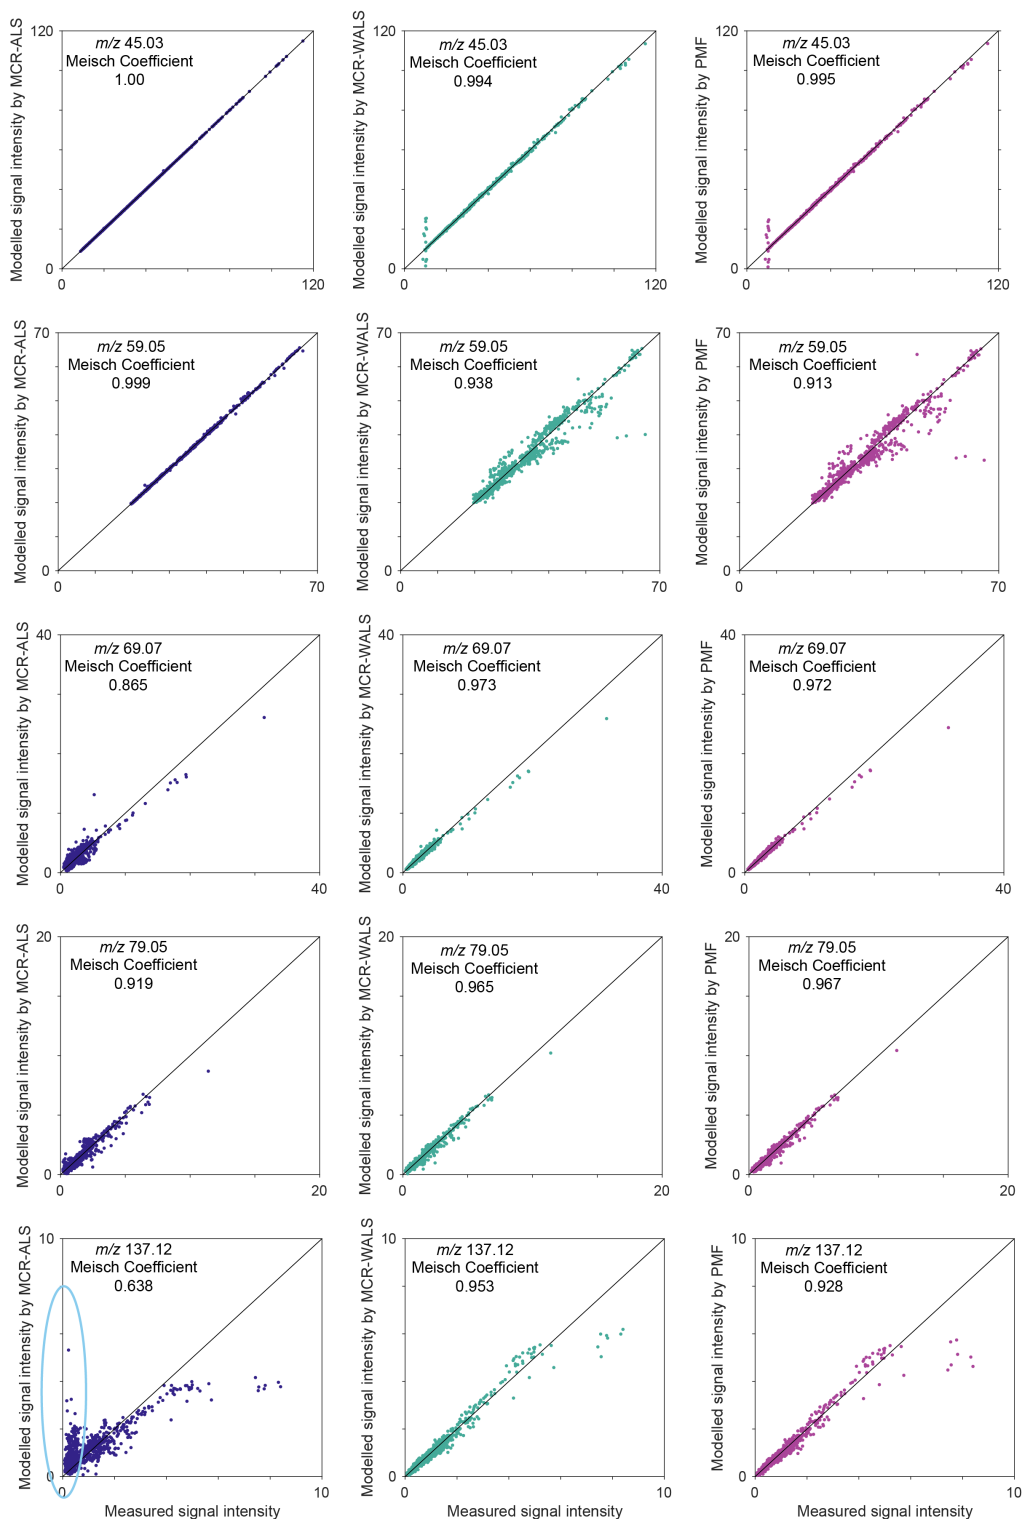 Modelled signal intensity by MCR-ALS
120
0
0
120
m/z 45.03
Meisch Coefficient
1.00
Modelled signal intensity by MCR-WALS
120
0
0
120
m/z 45.03
Meisch Coefficient
0.994
Modelled signal intensity by PMF
120
0
0
120
m/z 45.03
Meisch Coefficient
0.995
Modelled signal intensity by MCR-ALS
70
0
0
70
m/z 59.05
Meisch Coefficient
0.999
Modelled signal intensity by MCR-WALS
70
0
0
70
m/z 59.05
Meisch Coefficient
0.938
Modelled signal intensity by PMF
70
0
0
70
m/z 59.05
Meisch Coefficient
0.913
Modelled signal intensity by MCR-ALS
40
0
0
40
m/z 69.07
Meisch Coefficient
0.865
Modelled signal intensity by MCR-WALS
40
0
0
40
m/z 69.07
Meisch Coefficient
0.973
Modelled signal intensity by PMF
40
0
0
40
m/z 69.07
Meisch Coefficient
0.972
Modelled signal intensity by MCR-ALS
20
0
0
20
m/z 79.05
Meisch Coefficient
0.919
Modelled signal intensity by MCR-WALS
20
0
0
20
m/z 79.05
Meisch Coefficient
0.965
Modelled signal intensity by PMF
20
0
0
20
m/z 79.05
Meisch Coefficient
0.967
Modelled signal intensity by MCR-ALS
10
0
0
10
m/z 137.12
Meisch Coefficient
0.638
Measured signal intensity
Modelled signal intensity by MCR-WALS
10
0
0
10
m/z 137.12
Meisch Coefficient
0.953
Measured signal intensity
Modelled signal intensity by PMF
10
0
0
10
m/z 137.12
Meisch Coefficient
0.928
Measured signal intensity